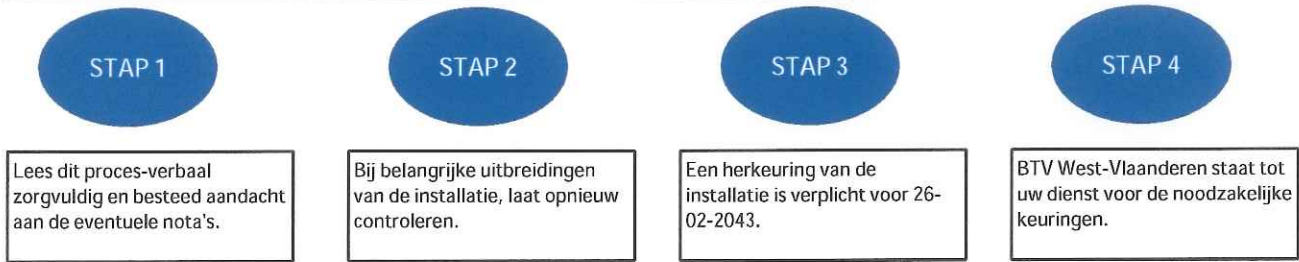 STAP 1
Lees dit proces-verbaal
zorgvuldig en besteed aandacht
aan de eventuele nota's.
STAP 2
Bij belangrijke uitbreidingen
van de installatie, laat opnieuw
controleren.
STAP 3
Een herkeuring van de
installatie is verplicht voor 26-
02-2043.
STAP 4
BTV West-Vlaanderen staat tot
uw dienst voor de noodzakelijke
keuringen.